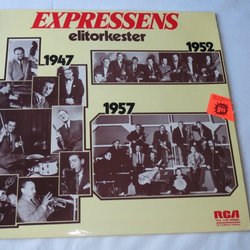 EXPRESSENS
elitorkester
1952
1947
1957
RCA